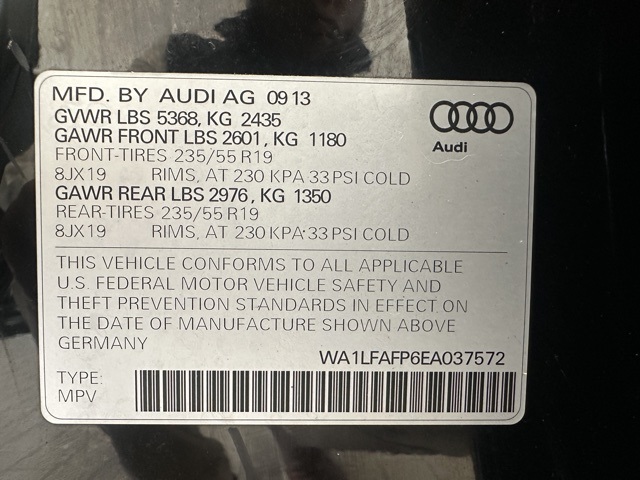 MFD. BY AUDI AG 09 13
GVWR LBS 5368, KG 2435
GAWR FRONT LBS 2601, KG 1180
FRONT-TIRES 235/55 R19
8JX19 RIMS, AT 230 KPA 33 PSI COLD
GAWR REAR LBS 2976, KG 1350
REAR-TIRES 235/55 R19
8JX19 RIMS, AT 230 KPA 33 PSI COLD
Audi
THIS VEHICLE CONFORMS TO ALL APPLICABLE
U.S. FEDERAL MOTOR VEHICLE SAFETY AND
THEFT PREVENTION STANDARDS IN EFFECT ON
THE DATE OF MANUFACTURE SHOWN ABOVE
GERMANY
WA1LFAFP6EA037572
TYPE:
MPV